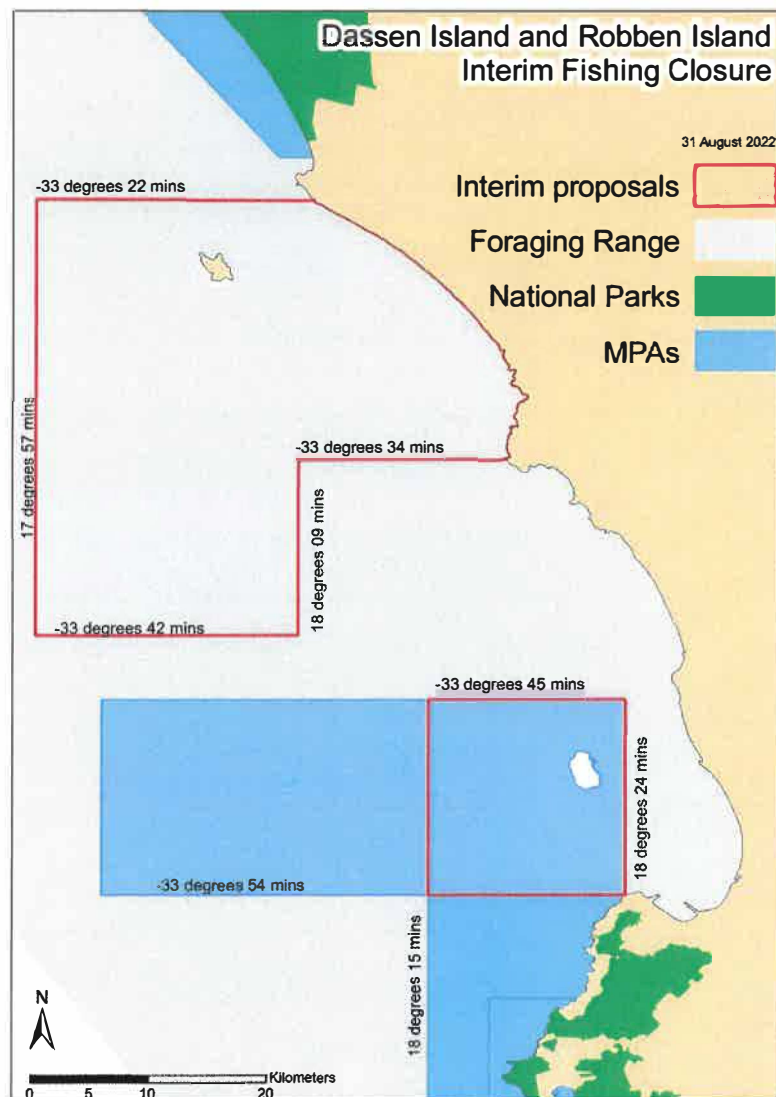 Dassen Island and Robben Island
Interim Fishing Closure
31 August 2022
Interim proposals
Foraging Range
National Parks
MPAs
-33 degrees 22 mins
17 degrees 57 mins
-33 degrees 34 mins
18 degrees 09 mins
-33 degrees 42 mins
-33 degrees 45 mins
18 degrees 24 mins
-33 degrees 54 mins
18 degrees 15 mins
N
Kilometers
0 5 10 20